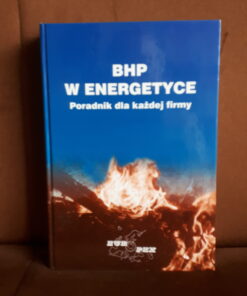 BHP
W ENERGETYCE
Poradnik dla każdej firmy